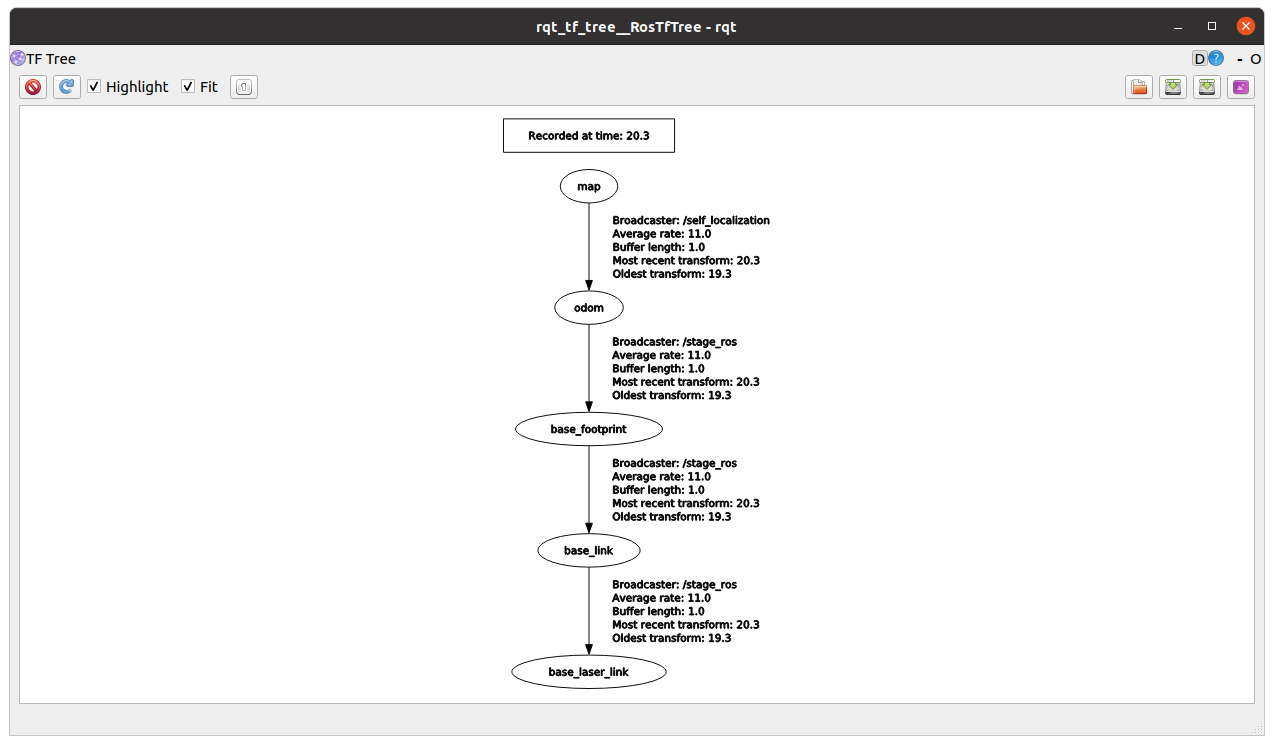 rqt_tf_tree__RosTfTree - rqt
TF Tree
D ? - O
Highlight Fit
Recorded at time: 20.3
map
Broadcaster: /self_localization
Average rate: 11.0
Buffer length: 1.0
Most recent transform: 20.3
Oldest transform: 19.3
odom
Broadcaster: /stage_ros
Average rate: 11.0
Buffer length: 1.0
Most recent transform: 20.3
Oldest transform: 19.3
base_footprint
Broadcaster: /stage_ros
Average rate: 11.0
Buffer length: 1.0
Most recent transform: 20.3
Oldest transform: 19.3
base_link
Broadcaster: /stage_ros
Average rate: 11.0
Buffer length: 1.0
Most recent transform: 20.3
Oldest transform: 19.3
base_laser_link